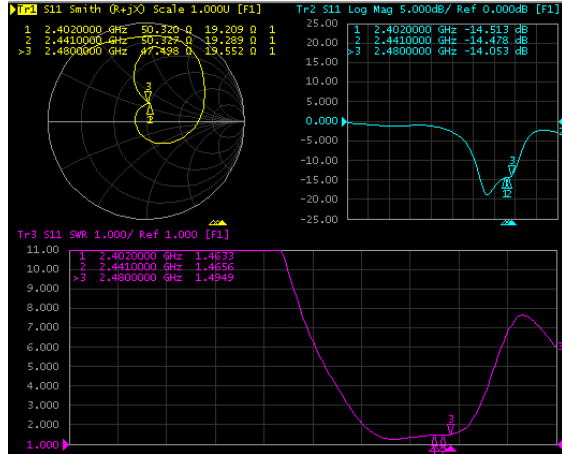 Tr1 S11 Smith (R+jX) Scale 1.000U [F1]
1 2.4020000 GHz 50.320 Ω 19.209 Ω 1
2 2.4410000 GHz 50.327 Ω 19.289 Ω 1
>3 2.4800000 GHz 47.498 Ω 19.552 Ω 1
3
2
Tr2 S11 Log Mag 5.000dB/ Ref 0.000dB [F1]
25.00
1 2.4020000 GHz -14.513 dB
2 2.4410000 GHz -14.478 dB
>3 2.4800000 GHz -14.053 dB
20.00
15.00
10.00
5.000
0.000
-5.000
-10.00
-15.00
-20.00
-25.00
3
12
Tr3 S11 SWR 1.000/ Ref 1.000 [F1]
11.00
1 2.4020000 GHz 1.4633
2 2.4410000 GHz 1.4656
>3 2.4800000 GHz 1.4949
10.00
9.000
8.000
7.000
6.000
5.000
4.000
3.000
2.000
1.000
3